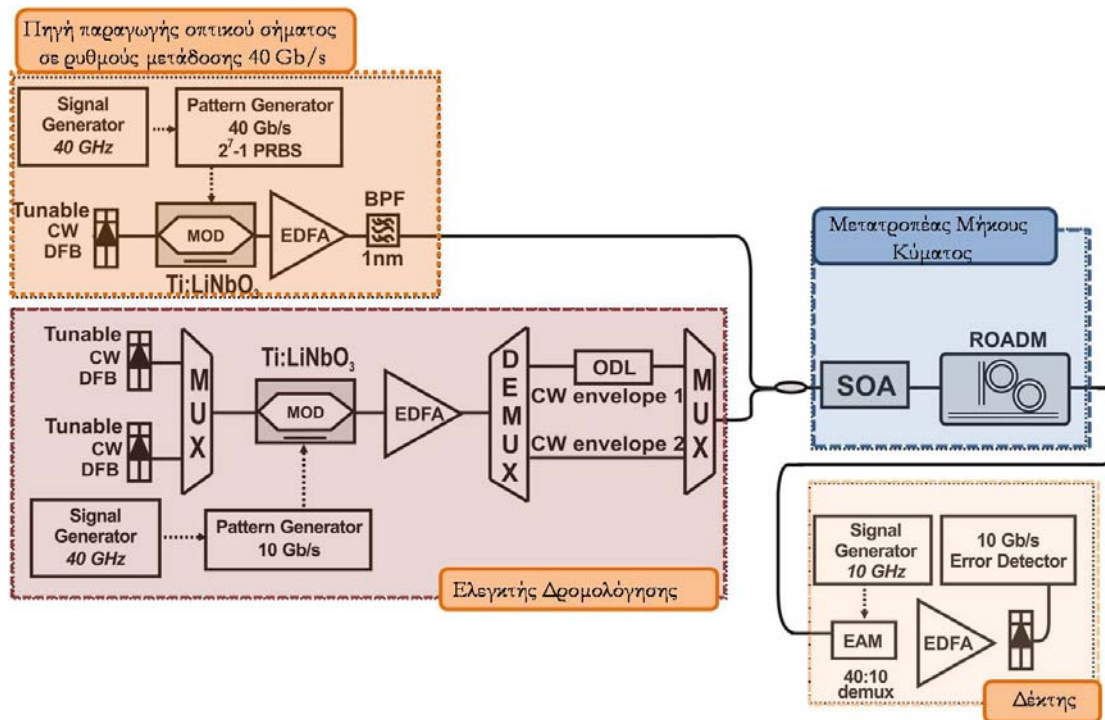 Πηγή παραγωγής οπτικού σήματος
σε ρυθμούς μετάδοσης 40 Gb/s
Signal
Generator
40 GHz
Pattern Generator
40 Gb/s
2⁷-1 PRBS
Tunable
CW
DFB
MOD
Ti:LiNbO₃
EDFA
BPF
1nm
Tunable
CW
DFB
Tunable
CW
DFB
MUX
Ti:LiNbO₃
MOD
EDFA
DEMUX
ODL
CW envelope 1
CW envelope 2
MUX
Signal
Generator
40 GHz
Pattern Generator
10 Gb/s
Ελεγκτής Δρομολόγησης
Μετατροπέας Μήκους
Κύματος
SOA
ROADM
Signal
Generator
10 GHz
10 Gb/s
Error Detector
EAM
40:10
demux
EDFA
Δέκτης